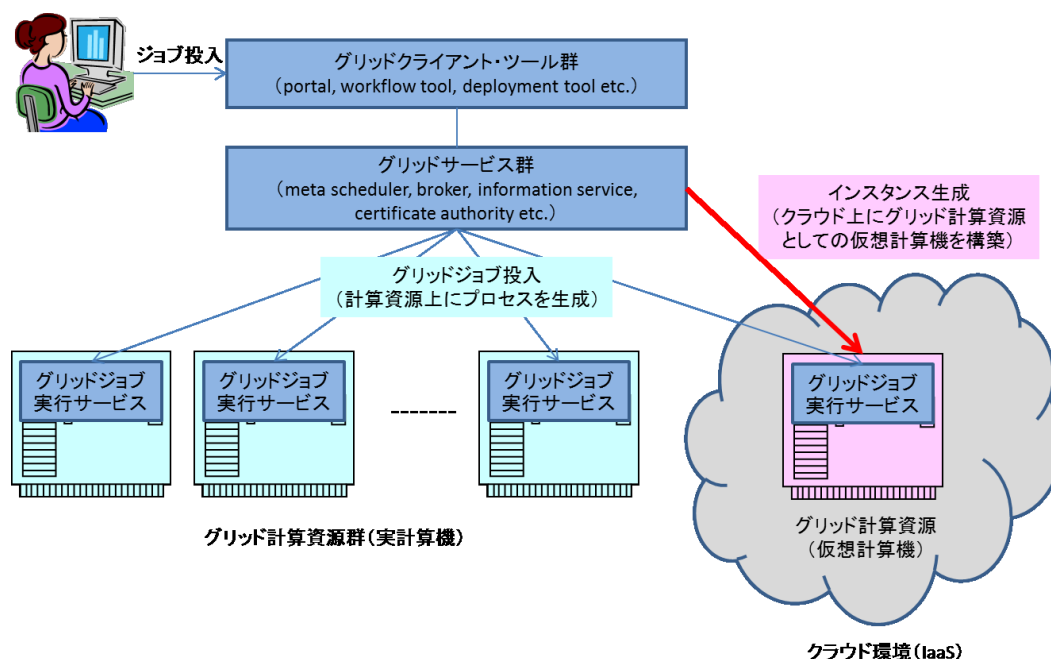 ジョブ投入
グリッドクライアント・ツール群
（portal, workflow tool, deployment tool etc.）
グリッドサービス群
（meta scheduler, broker, information service,
certificate authority etc.）
インスタンス生成
（クラウド上にグリッド計算資源
としての仮想計算機を構築）
グリッドジョブ投入
（計算資源上にプロセスを生成）
グリッドジョブ
実行サービス
グリッドジョブ
実行サービス
グリッドジョブ
実行サービス
グリッドジョブ
実行サービス
グリッド計算資源群（実計算機）
グリッド計算資源
（仮想計算機）
クラウド環境（IaaS）